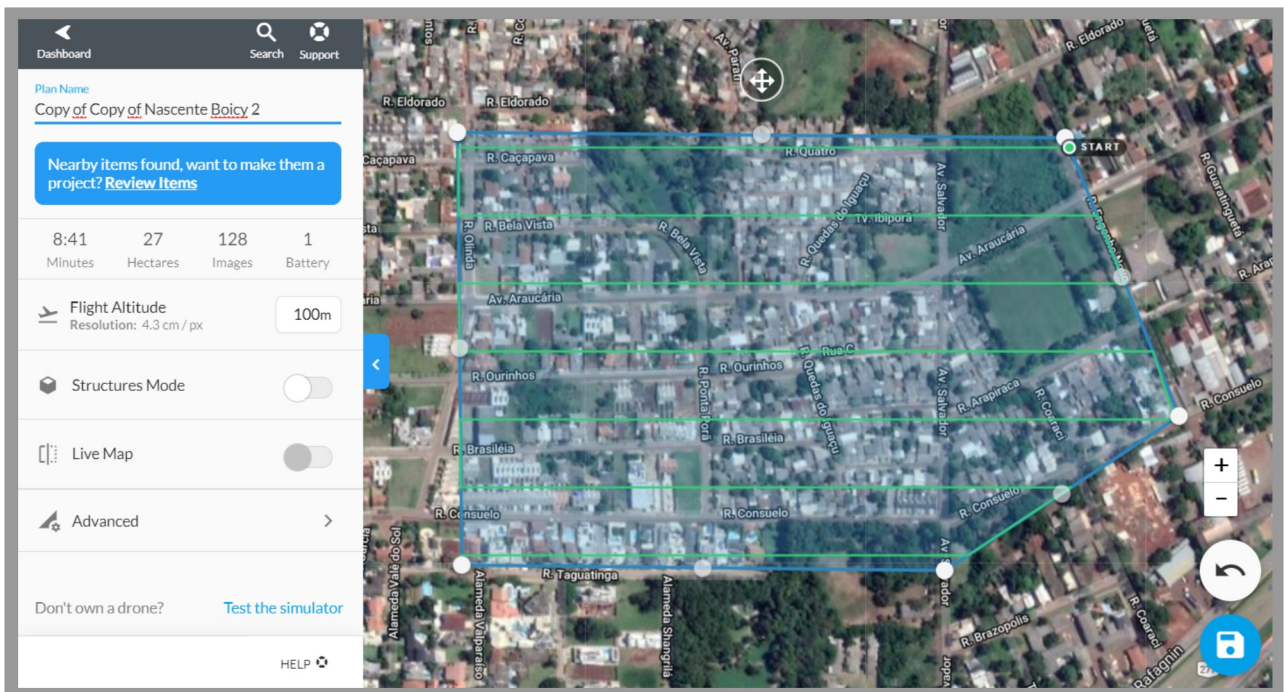 Dashboard
Search
Support
Plan Name
Copy of Copy of Nascente Boicy 2
Nearby items found, want to make them a
project? Review Items
8:41
27
128
1
Minutes
Hectares
Images
Battery
Flight Altitude
Resolution: 4.3 cm / px
100m
Structures Mode
Live Map
Advanced
Don't own a drone?
Test the simulator
HELP
R. Eldorado
R. Eldorado
R. Eldorado
Caçapava
R. Caçapava
R. Quatro
START
R. Guaratinguetá
R. Olinda
R. Bela Vista
R. Bela Vista
R. Quedas do Iguaçu
Tv. Ibiporã
Av. Salvador
Av. Araucária
Av. Araucária
Rua C
R. Ourinhos
R. Ourinhos
R. Ponta Porã
R. Quedas do Iguaçu
Av. Salvador
R. Arapiraca
R. Coaraci
R. Consuelo
R. Brasiléia
R. Brasiléia
R. Consuelo
R. Consuelo
R. Consuelo
+
-
R. Taguatinga
Alameda Vale do Sol
Alameda Valparaiso
Alameda Shangrilá
R. Brazopolis
R. Coaraci
Rafagnin